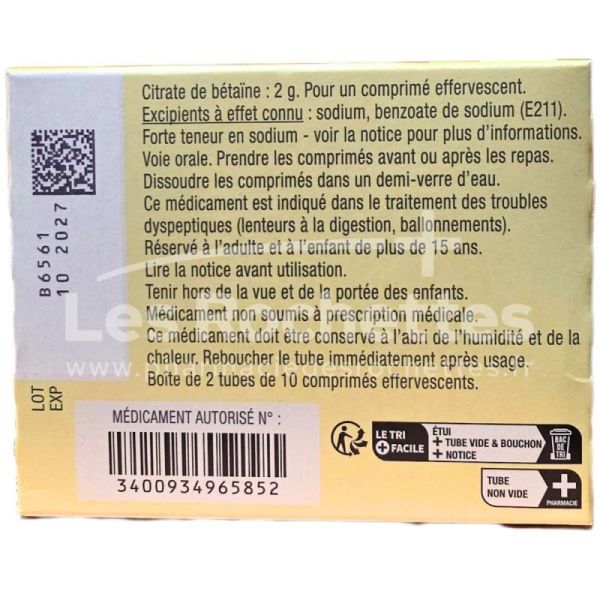 Citrate de bétaïne : 2 g. Pour un comprimé effervescent.
Excipients à effet connu : sodium, benzoate de sodium (E211).
Forte teneur en sodium - voir la notice pour plus d'informations.
Voie orale. Prendre les comprimés avant ou après les repas.
Dissoudre les comprimés dans un demi-verre d'eau.
Ce médicament est indiqué dans le traitement des troubles
dyspeptiques (lenteurs à la digestion, ballonnements).
Réservé à l'adulte et à l'enfant de plus de 15 ans.
Lire la notice avant utilisation.
Tenir hors de la vue et de la portée des enfants.
Médicament non soumis à prescription médicale.
Ce médicament doit être conservé à l'abri de l'humidité et de la
chaleur. Reboucher le tube immédiatement après usage.
Boîte de 2 tubes de 10 comprimés effervescents.
B6561
10 2027
LOT
EXP
MÉDICAMENT AUTORISÉ N° :
3400934965852
LE TRI
+ FACILE
ÉTUI
+ TUBE VIDE & BOUCHON
+ NOTICE
BAC
DE TRI
TUBE
NON VIDE
PHARMACIE
Les Rochettes